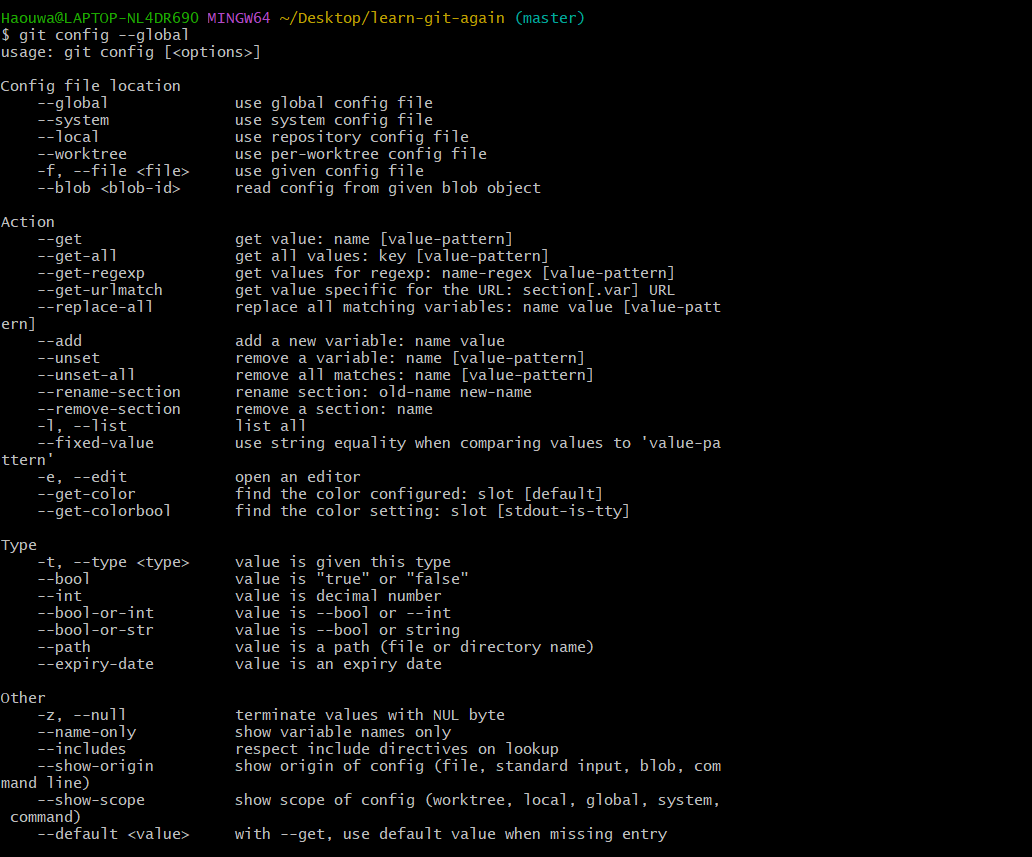 Haouwa@LAPTOP-NL4DR690 MINGW64 ~/Desktop/learn-git-again (master)
$ git config --global
usage: git config [<options>]

Config file location
    --global              use global config file
    --system              use system config file
    --local               use repository config file
    --worktree            use per-worktree config file
    -f, --file <file>     use given config file
    --blob <blob-id>      read config from given blob object

Action
    --get                 get value: name [value-pattern]
    --get-all             get all values: key [value-pattern]
    --get-regexp          get values for regexp: name-regex [value-pattern]
    --get-urlmatch        get value specific for the URL: section[.var] URL
    --replace-all         replace all matching variables: name value [value-patt
ern]
    --add                 add a new variable: name value
    --unset               remove a variable: name [value-pattern]
    --unset-all           remove all matches: name [value-pattern]
    --rename-section      rename section: old-name new-name
    --remove-section      remove a section: name
    -l, --list            list all
    --fixed-value         use string equality when comparing values to 'value-pa
ttern'
    -e, --edit            open an editor
    --get-color           find the color configured: slot [default]
    --get-colorbool       find the color setting: slot [stdout-is-tty]

Type
    -t, --type <type>     value is given this type
    --bool                value is "true" or "false"
    --int                 value is decimal number
    --bool-or-int         value is --bool or --int
    --bool-or-str         value is --bool or string
    --path                value is a path (file or directory name)
    --expiry-date         value is an expiry date

Other
    -z, --null            terminate values with NUL byte
    --name-only           show variable names only
    --includes            respect include directives on lookup
    --show-origin         show origin of config (file, standard input, blob, com
mand line)
    --show-scope          show scope of config (worktree, local, global, system,
 command)
    --default <value>     with --get, use default value when missing entry